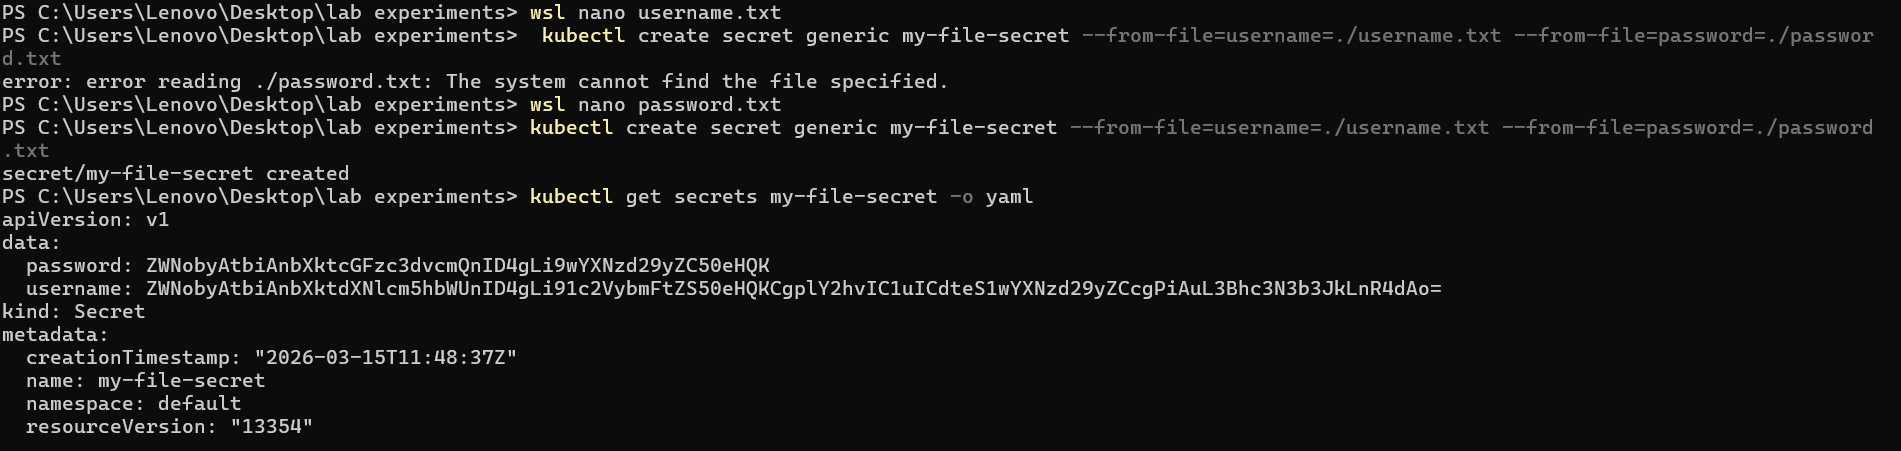 PS C:\Users\Lenovo\Desktop\lab experiments> wsl nano username.txt
PS C:\Users\Lenovo\Desktop\lab experiments>  kubectl create secret generic my-file-secret --from-file=username=./username.txt --from-file=password=./passwor
d.txt
error: error reading ./password.txt: The system cannot find the file specified.
PS C:\Users\Lenovo\Desktop\lab experiments> wsl nano password.txt
PS C:\Users\Lenovo\Desktop\lab experiments> kubectl create secret generic my-file-secret --from-file=username=./username.txt --from-file=password=./password
.txt
secret/my-file-secret created
PS C:\Users\Lenovo\Desktop\lab experiments> kubectl get secrets my-file-secret -o yaml
apiVersion: v1
data:
  password: ZWNobyAtbiAnbXktcGFzc3dvcmQnID4gLi9wYXNzd29yZC50eHQK
  username: ZWNobyAtbiAnbXktdXNlcm5hbWUnID4gLi91c2VybmFtZS50eHQKCgplY2hvIC1uICdteS1wYXNzd29yZCcgPiAuL3Bhc3N3b3JkLnR4dAo=
kind: Secret
metadata:
  creationTimestamp: "2026-03-15T11:48:37Z"
  name: my-file-secret
  namespace: default
  resourceVersion: "13354"